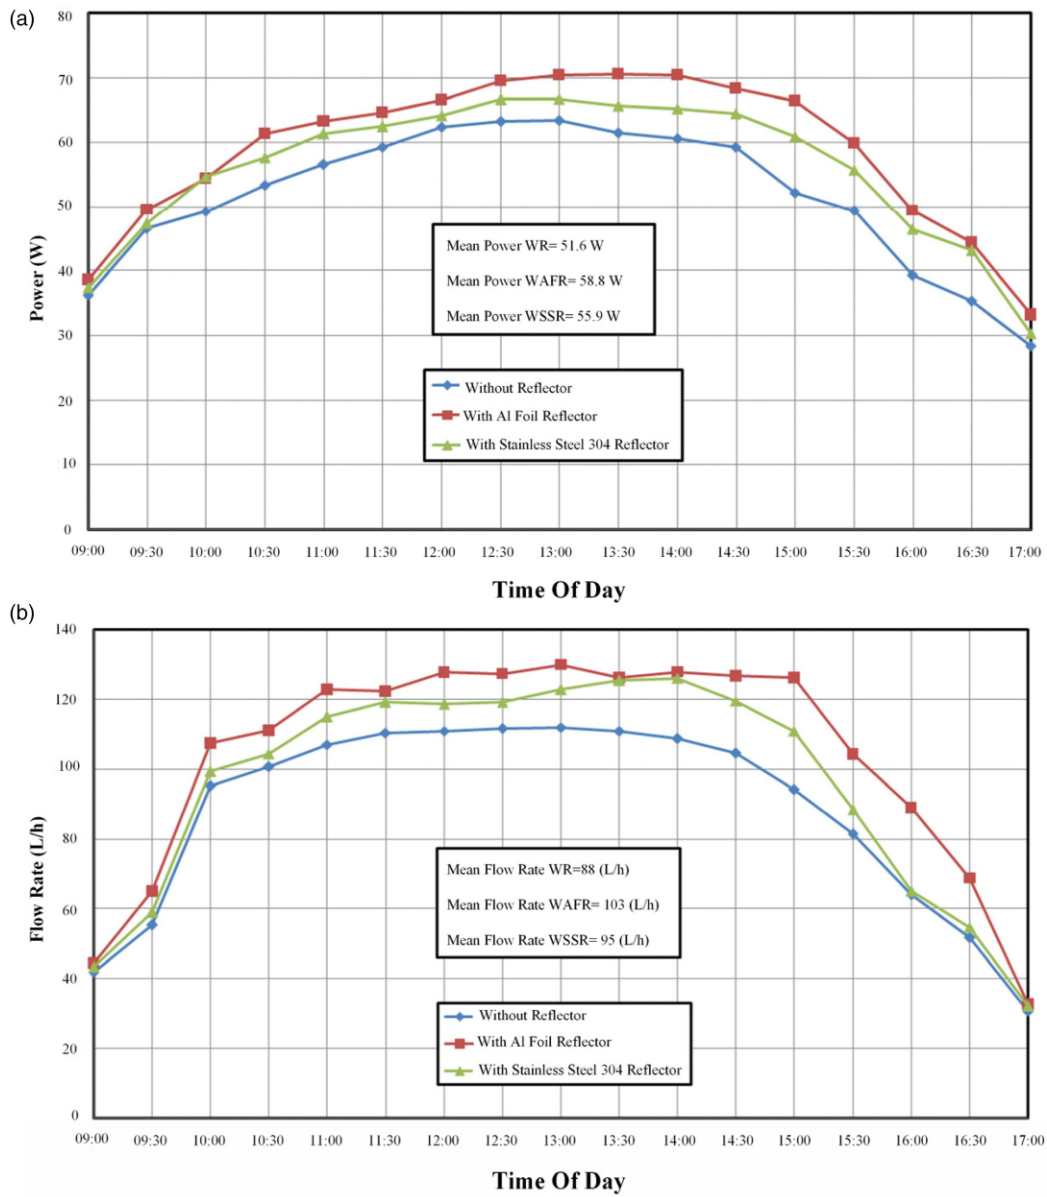 (a)
80
70
60
50
40
30
20
10
0
Power (W)
Mean Power WR= 51.6 W
Mean Power WAFR= 58.8 W
Mean Power WSSR= 55.9 W
Without Reflector
With Al Foil Reflector
With Stainless Steel 304 Reflector
09:00 09:30 10:00 10:30 11:00 11:30 12:00 12:30 13:00 13:30 14:00 14:30 15:00 15:30 16:00 16:30 17:00
Time Of Day
(b)
140
120
100
80
60
40
20
0
Flow Rate (L/h)
Mean Flow Rate WR=88 (L/h)
Mean Flow Rate WAFR= 103 (L/h)
Mean Flow Rate WSSR= 95 (L/h)
Without Reflector
With Al Foil Reflector
With Stainless Steel 304 Reflector
09:00 09:30 10:00 10:30 11:00 11:30 12:00 12:30 13:00 13:30 14:00 14:30 15:00 15:30 16:00 16:30 17:00
Time Of Day